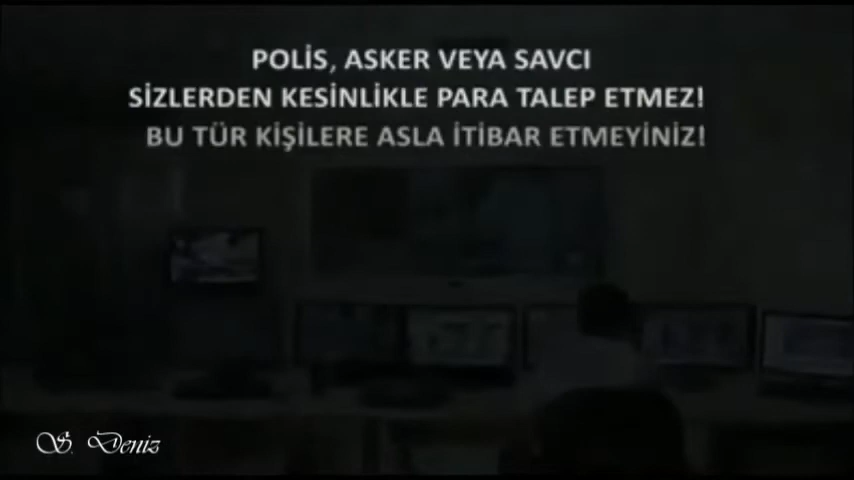 POLİS, ASKER VEYA SAVCI
SİZLERDEN KESİNLİKLE PARA TALEP ETMEZ!
BU TÜR KİŞİLERE ASLA İTİBAR ETMEYİNİZ!
S. Deniz